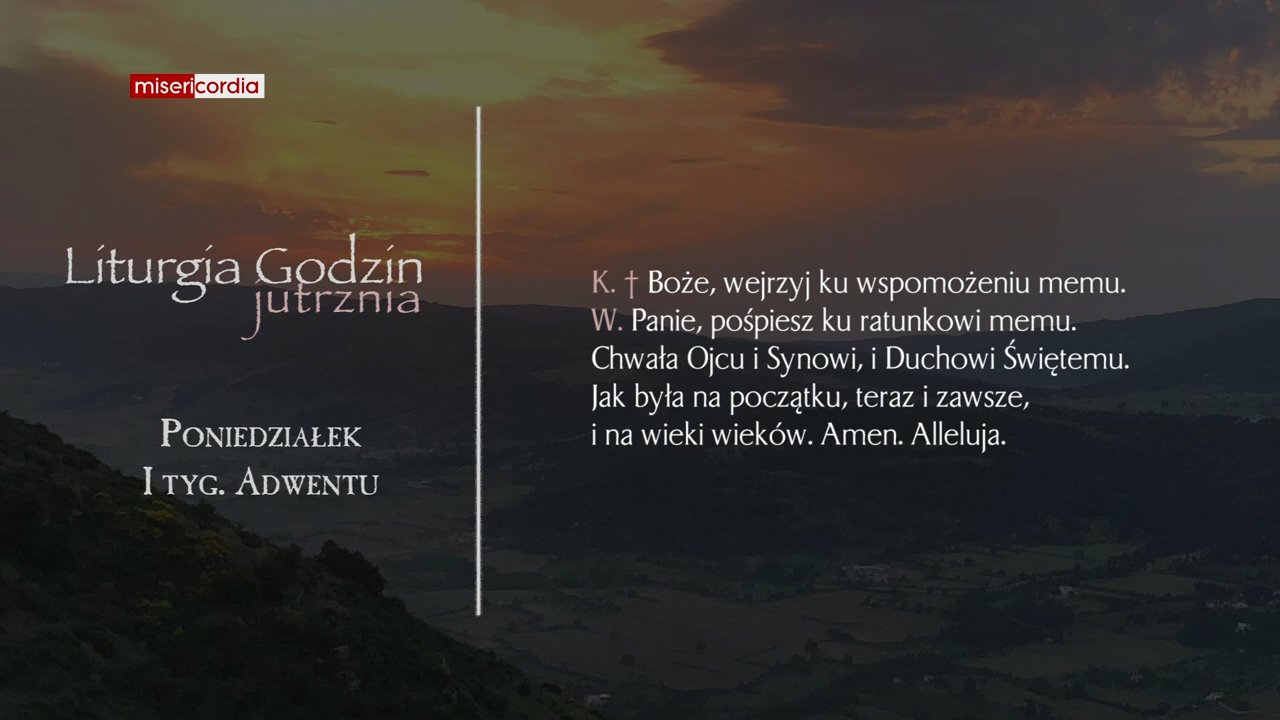 misericordia
Liturgia Godzin
jutrznia
Poniedziałek
I tyg. Adwentu
K. † Boże, wejrzyj ku wspomożeniu memu.
W. Panie, pośpiesz ku ratunkowi memu.
Chwała Ojcu i Synowi, i Duchowi Świętemu.
Jak była na początku, teraz i zawsze,
i na wieki wieków. Amen. Alleluja.